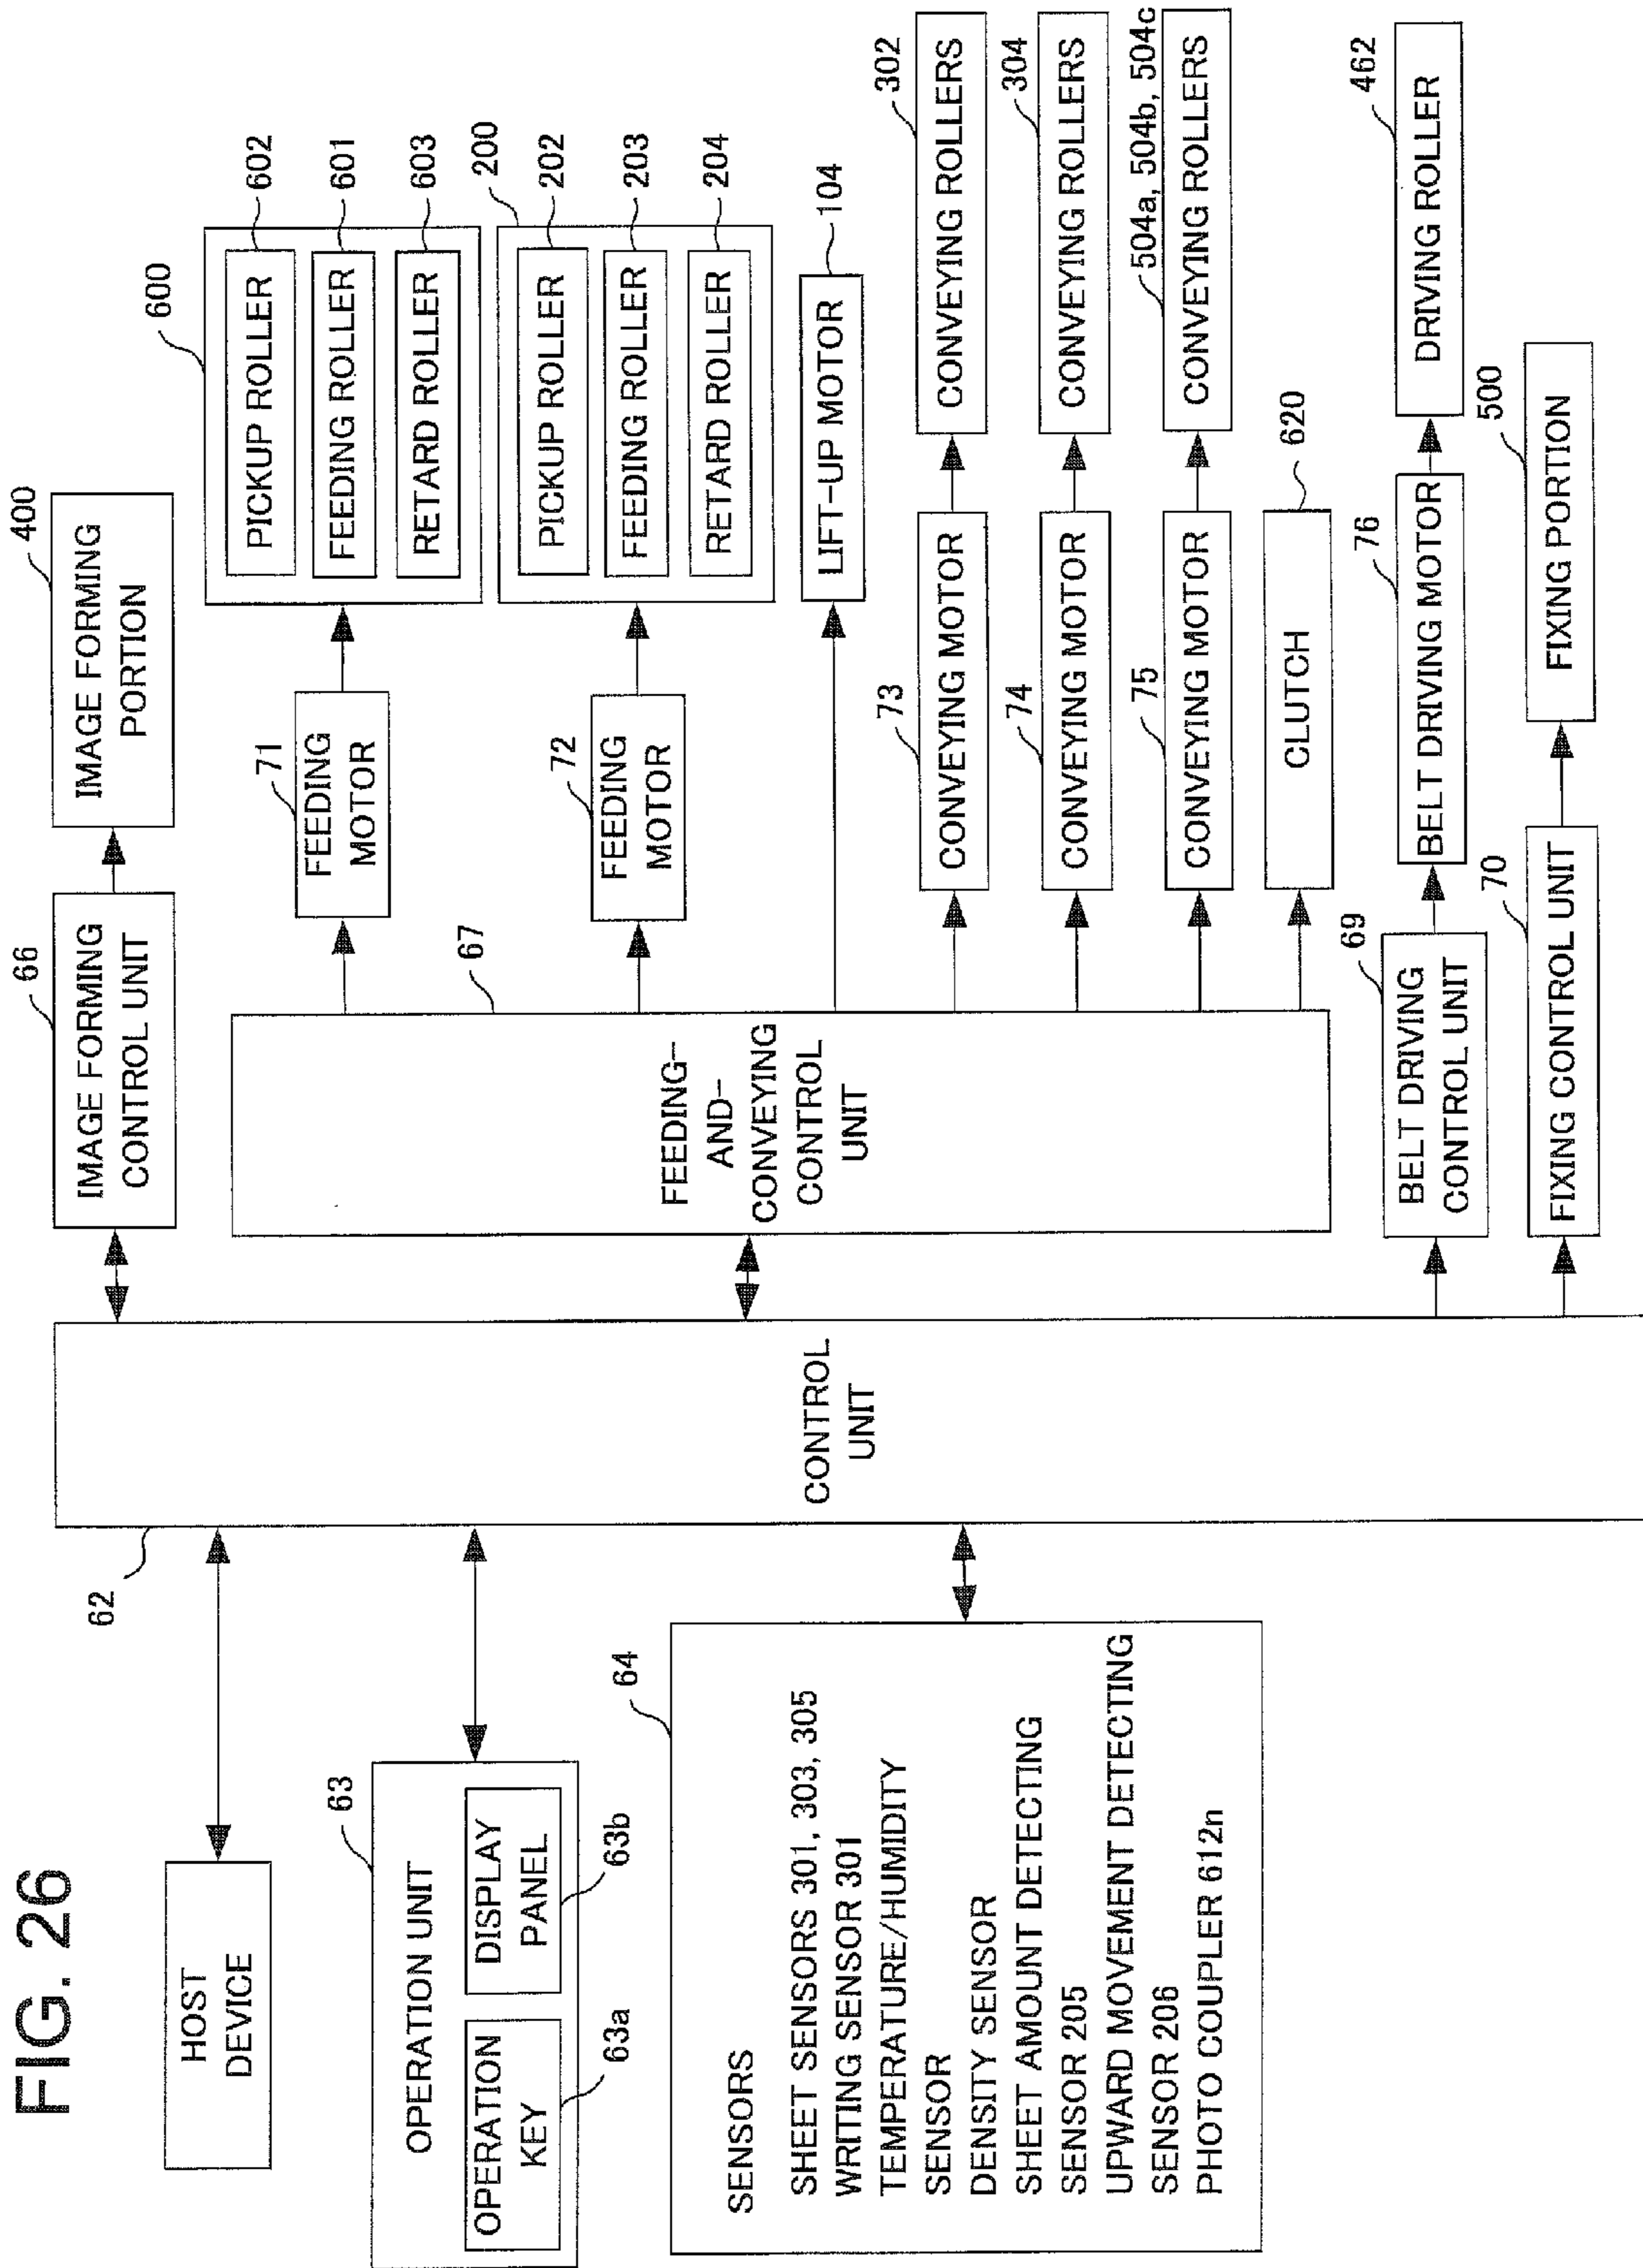 FIG. 26
HOST
DEVICE
63
OPERATION UNIT
OPERATION
KEY
63a
DISPLAY
PANEL
63b
64
SENSORS
SHEET SENSORS 301, 303, 305
WRITING SENSOR 301
TEMPERATURE/HUMIDITY
SENSOR
DENSITY SENSOR
SHEET AMOUNT DETECTING
SENSOR 205
UPWARD MOVEMENT DETECTING
SENSOR 206
PHOTO COUPLER 612n
62
CONTROL
UNIT
66
IMAGE FORMING
CONTROL UNIT
400
IMAGE FORMING
PORTION
67
FEEDING-
AND-
CONVEYING
CONTROL
UNIT
71
FEEDING
MOTOR
600
PICKUP ROLLER
602
FEEDING ROLLER
601
RETARD ROLLER
603
72
FEEDING
MOTOR
200
PICKUP ROLLER
202
FEEDING ROLLER
203
RETARD ROLLER
204
LIFT-UP MOTOR
104
73
CONVEYING MOTOR
302
CONVEYING ROLLERS
74
CONVEYING MOTOR
304
CONVEYING ROLLERS
75
CONVEYING MOTOR
504a, 504b, 504c
CONVEYING ROLLERS
620
CLUTCH
69
BELT DRIVING
CONTROL UNIT
76
BELT DRIVING MOTOR
462
DRIVING ROLLER
70
FIXING CONTROL UNIT
500
FIXING PORTION